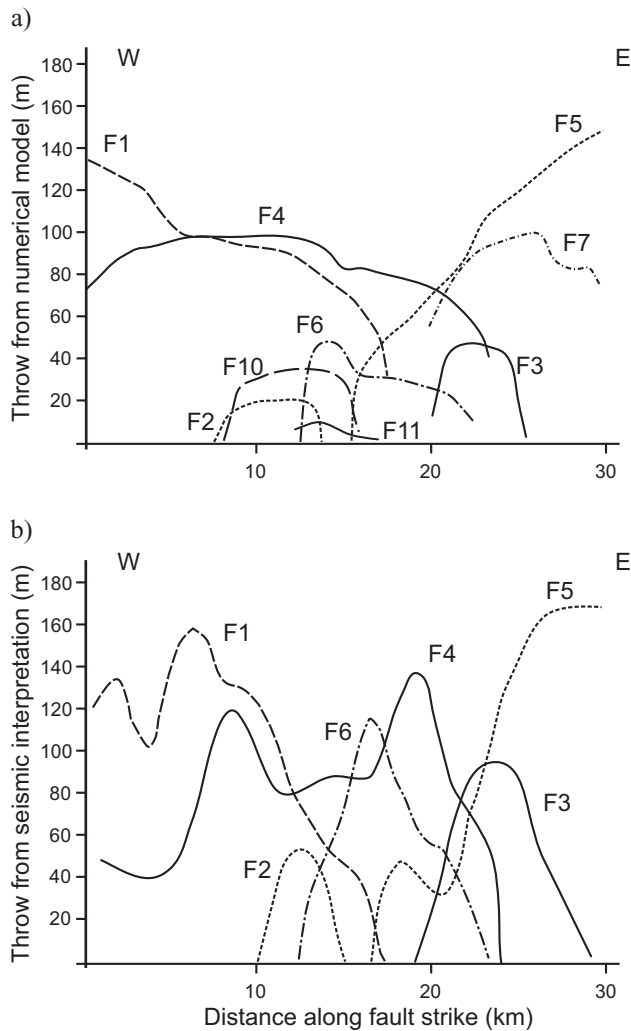 a)
W E
Throw from numerical model (m)
180
160
140
120
100
80
60
40
20
F1
F4
F5
F7
F6
F10
F3
F2
F11
10 20 30
b)
W E
Throw from seismic interpretation (m)
180
160
140
120
100
80
60
40
20
F5
F1
F4
F6
F3
F2
10 20 30
Distance along fault strike (km)